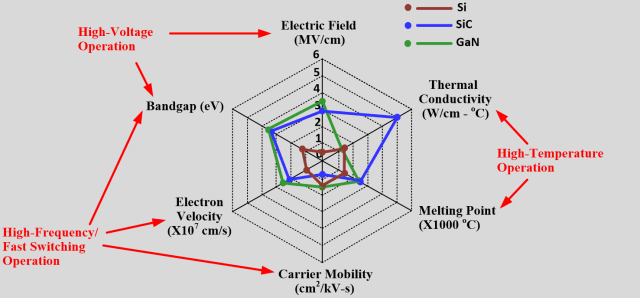 Si
SiC
GaN
High-Voltage
Operation
Electric Field
(MV/cm)
6
5
4
3
2
1
0
Bandgap (eV)
Thermal
Conductivity
(W/cm - °C)
High-Temperature
Operation
Electron
Velocity
(X10⁷ cm/s)
Melting Point
(X1000 °C)
High-Frequency/
Fast Switching
Operation
Carrier Mobility
(cm²/kV-s)